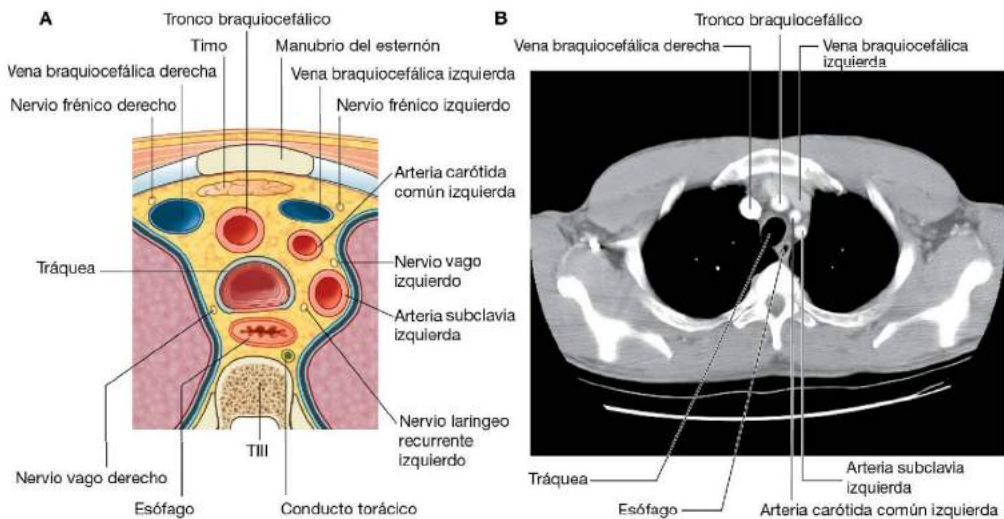 A
Tronco braquiocefálico
Timo
Manubrio del esternón
Vena braquiocefálica derecha
Vena braquiocefálica izquierda
Nervio frénico derecho
Nervio frénico izquierdo
Arteria carótida
común izquierda
Tráquea
Nervio vago
izquierdo
Arteria subclavia
izquierda
Nervio laríngeo
recurrente
izquierdo
TIII
Nervio vago derecho
Esófago
Conducto torácico
B
Tronco braquiocefálico
Vena braquiocefálica derecha
Vena braquiocefálica
izquierda
Tráquea
Arteria subclavia
izquierda
Esófago
Arteria carótida común izquierda